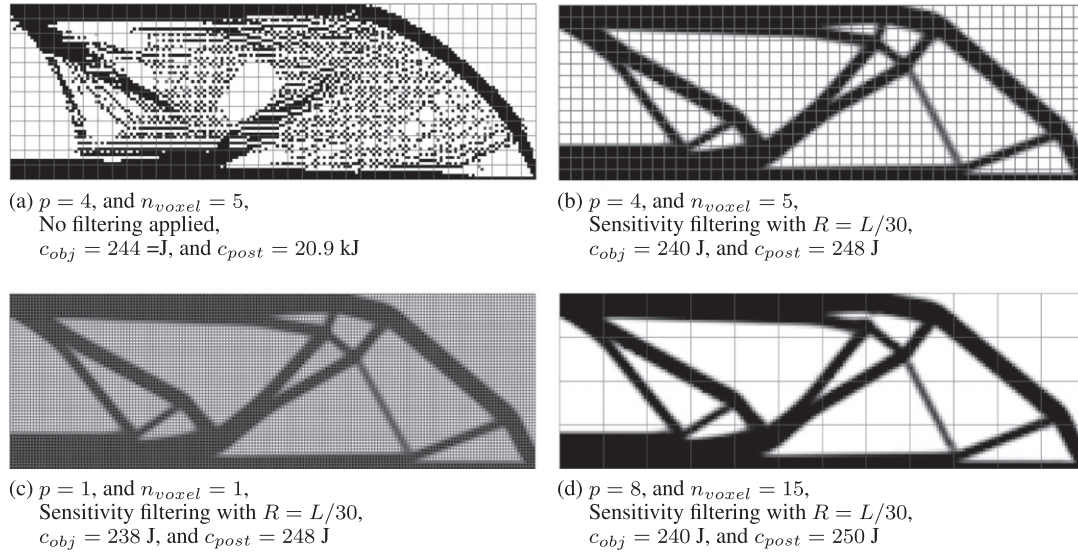 (a) p = 4, and n_voxel = 5,
No filtering applied,
c_obj = 244 =J, and c_post = 20.9 kJ
(b) p = 4, and n_voxel = 5,
Sensitivity filtering with R = L/30,
c_obj = 240 J, and c_post = 248 J
(c) p = 1, and n_voxel = 1,
Sensitivity filtering with R = L/30,
c_obj = 238 J, and c_post = 248 J
(d) p = 8, and n_voxel = 15,
Sensitivity filtering with R = L/30,
c_obj = 240 J, and c_post = 250 J